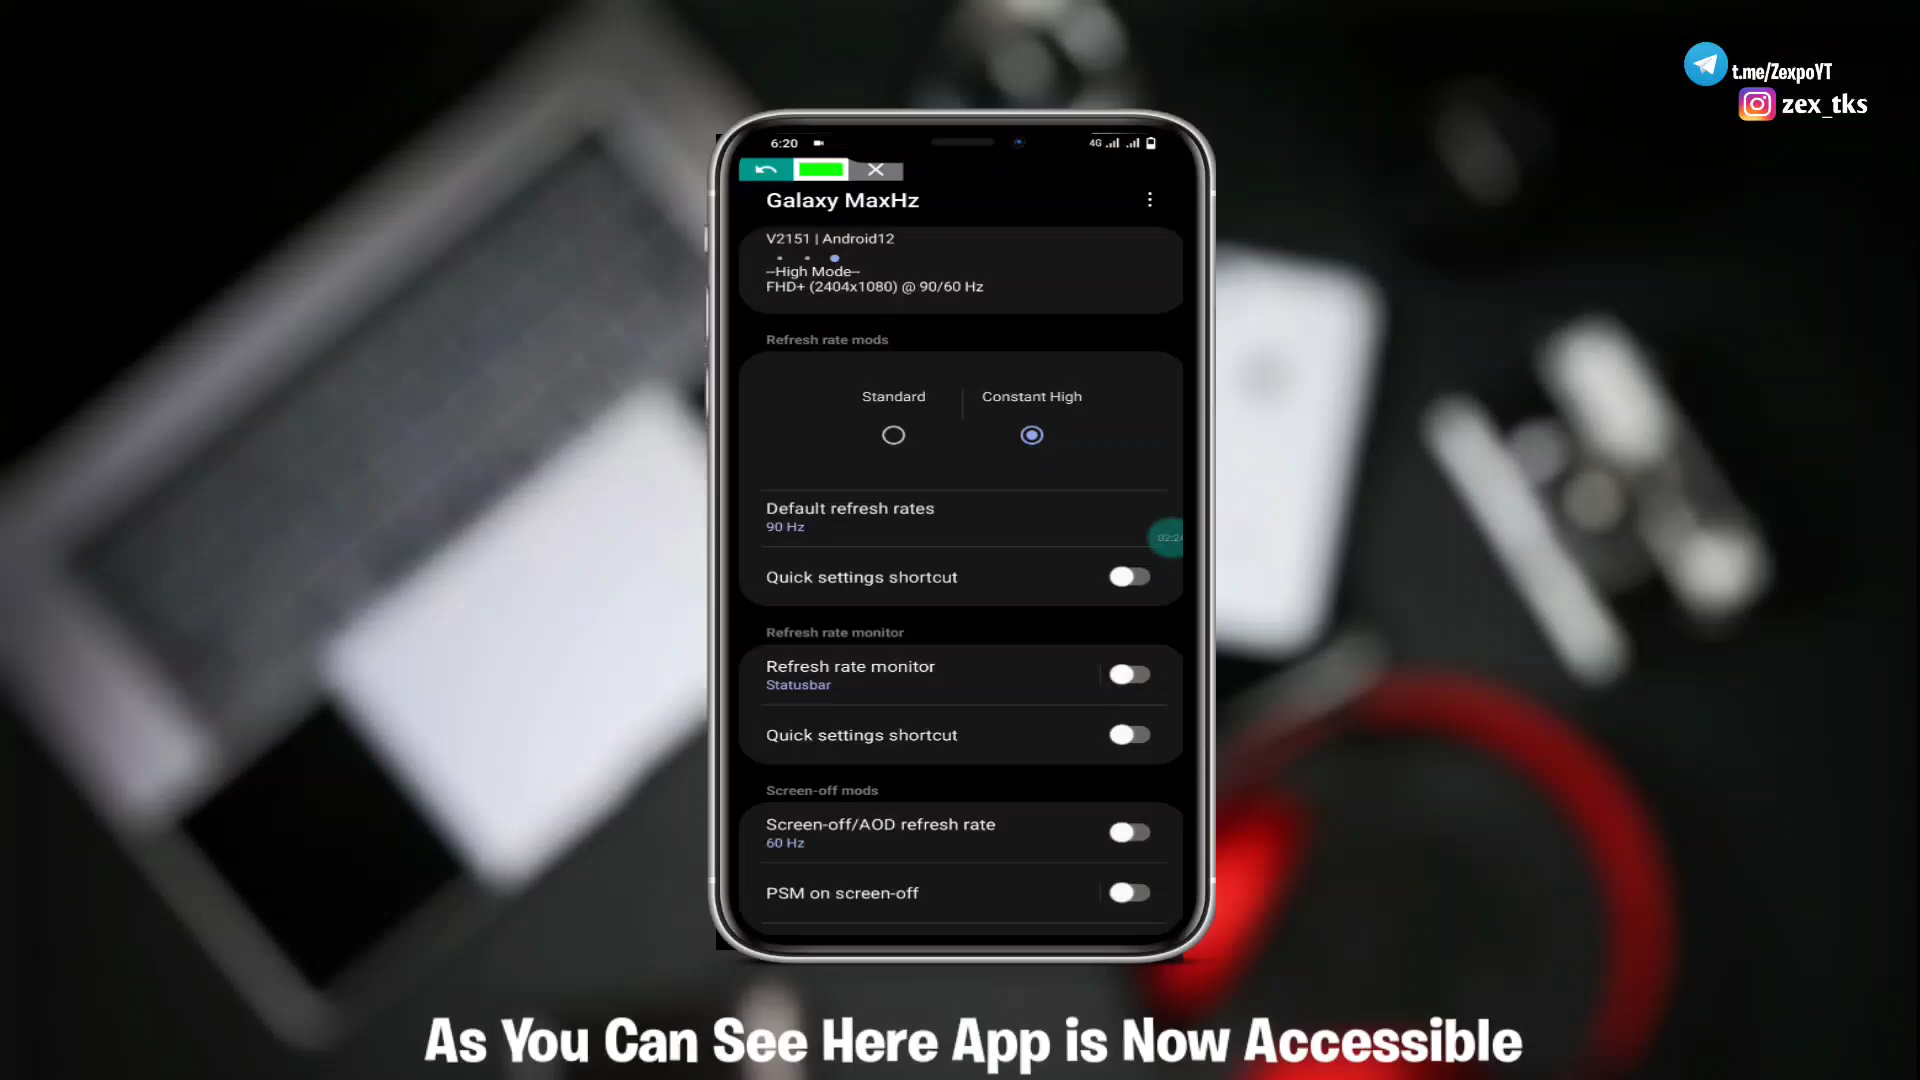 t.me/ZexpoYT
zex_tks
6:20
4G
Galaxy MaxHz
V2151 | Android12
--High Mode--
FHD+ (2404x1080) @ 90/60 Hz
Refresh rate mods
Standard
Constant High
Default refresh rates
90 Hz
02:24
Quick settings shortcut
Refresh rate monitor
Refresh rate monitor
Statusbar
Quick settings shortcut
Screen-off mods
Screen-off/AOD refresh rate
60 Hz
PSM on screen-off
As You Can See Here App is Now Accessible